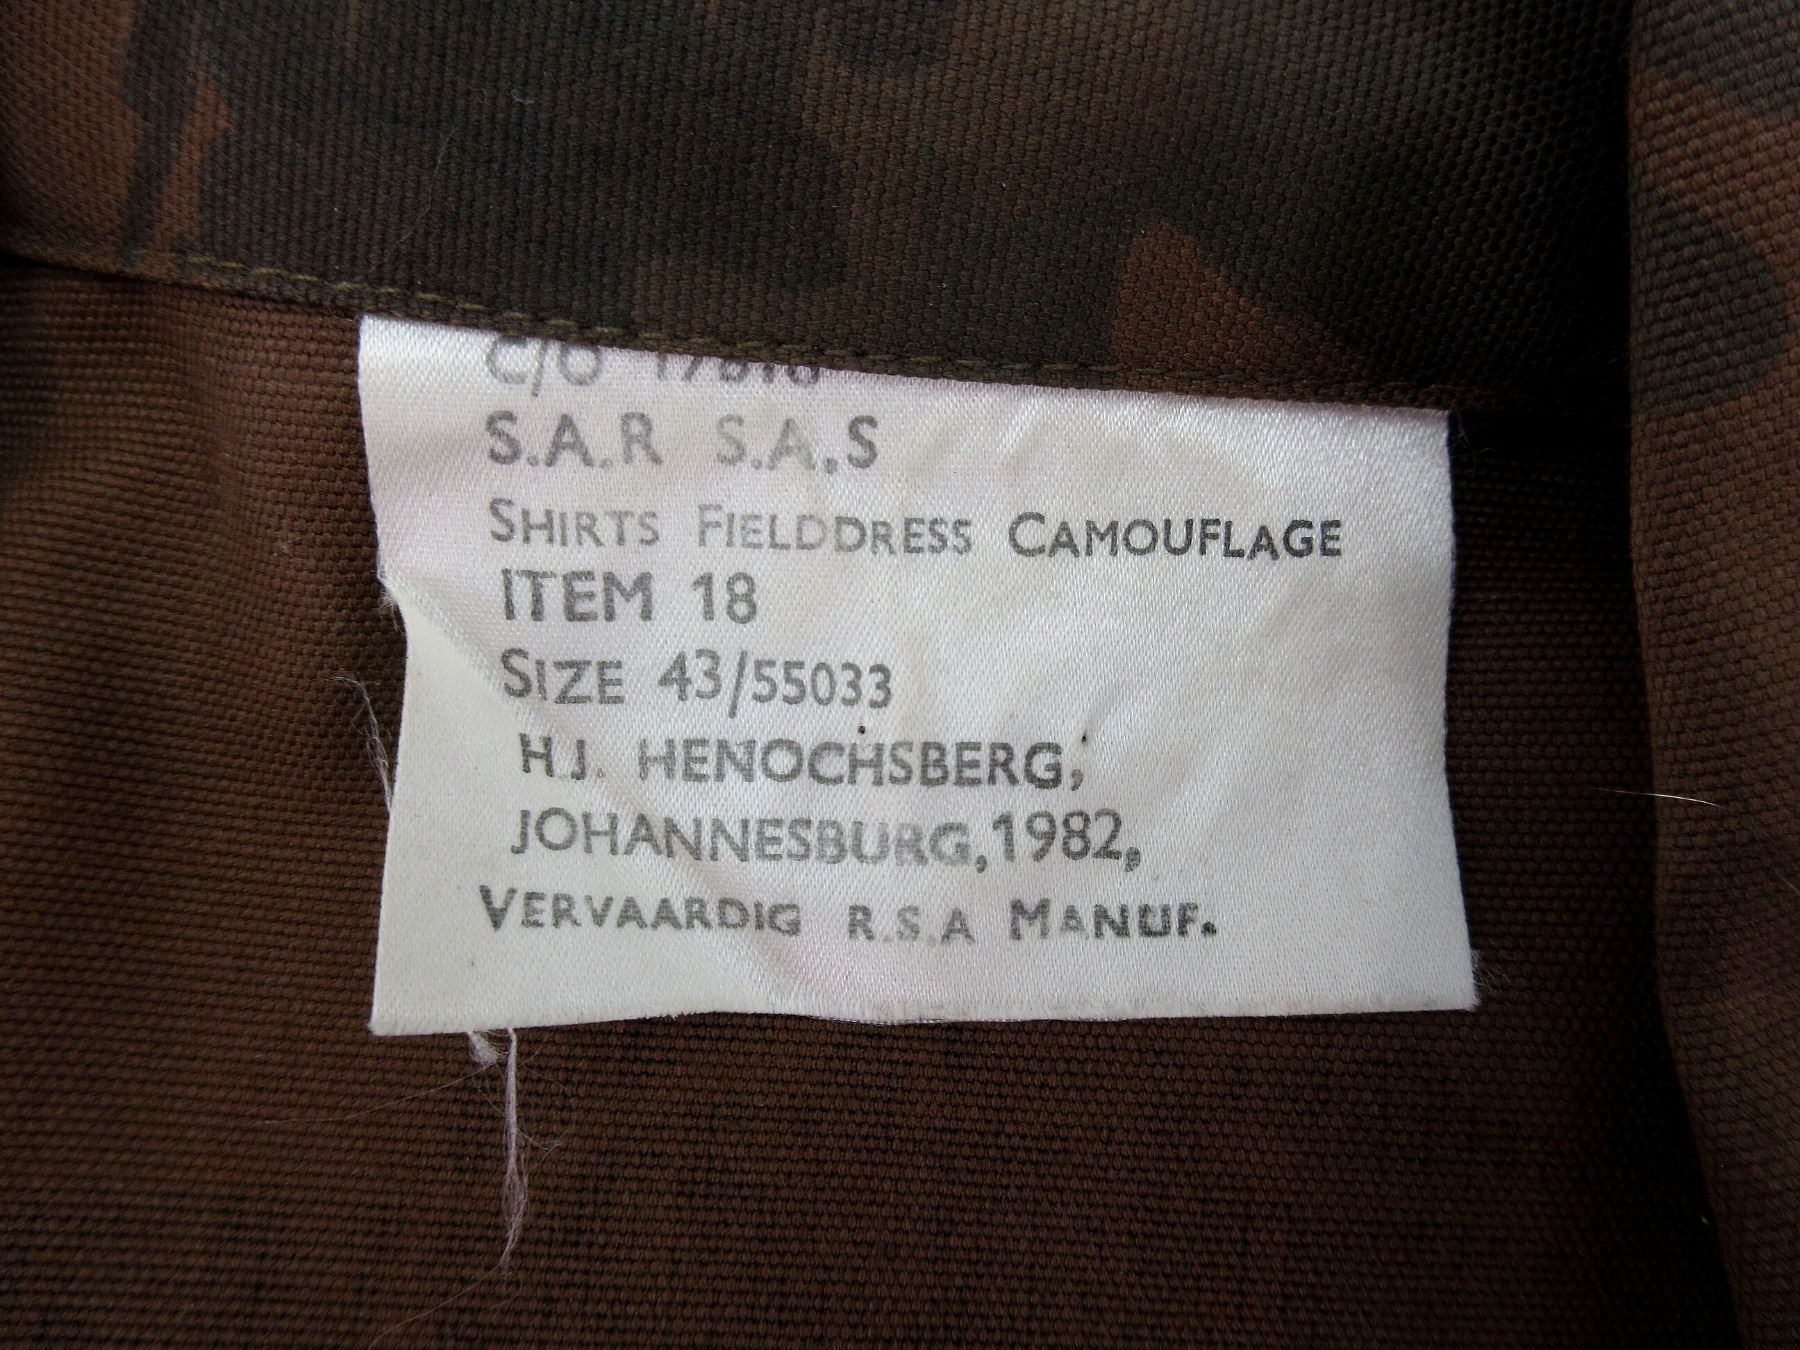 C/O
S.A.R S.A.S
SHIRTS FIELDDRESS CAMOUFLAGE
ITEM 18
SIZE 43/55033
H.J. HENOCHSBERG,
JOHANNESBURG,1982,
VERVAARDIG R.S.A MANUF.